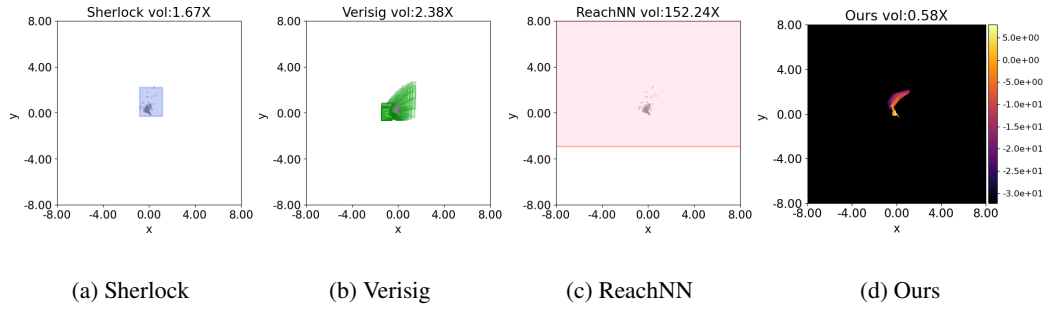 Sherlock vol:1.67X
8.00
4.00
0.00
-4.00
-8.00
y
-8.00 -4.00 0.00 4.00 8.00
x
(a) Sherlock
Verisig vol:2.38X
8.00
4.00
0.00
-4.00
-8.00
y
-8.00 -4.00 0.00 4.00 8.00
x
(b) Verisig
ReachNN vol:152.24X
8.00
4.00
0.00
-4.00
-8.00
y
-8.00 -4.00 0.00 4.00 8.00
x
(c) ReachNN
Ours vol:0.58X
8.00
4.00
0.00
-4.00
-8.00
y
-8.00 -4.00 0.00 4.00 8.00
x
5.0e+00
0.0e+00
-5.0e+00
-1.0e+01
-1.5e+01
-2.0e+01
-2.5e+01
-3.0e+01
(d) Ours